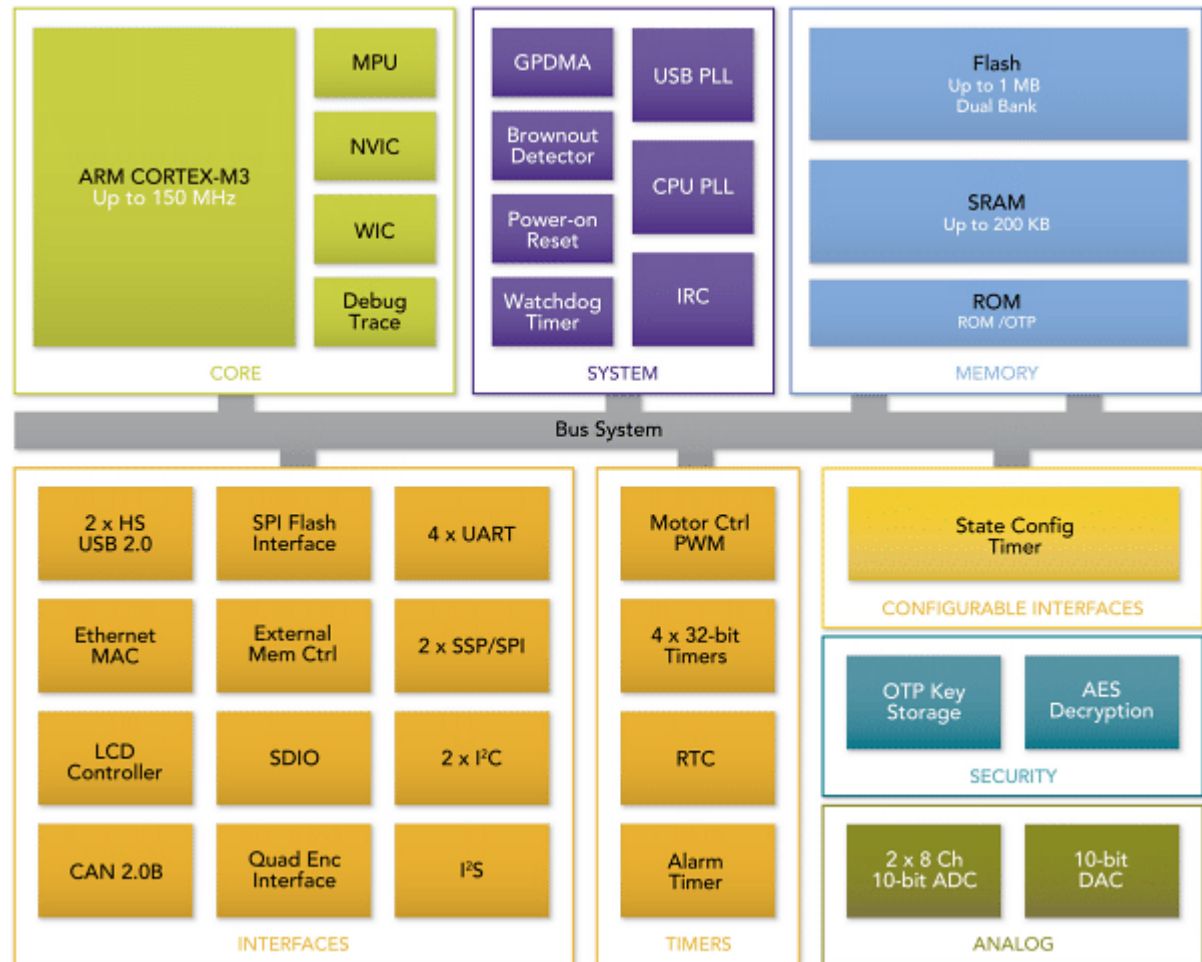 ARM CORTEX-M3
Up to 150 MHz
MPU
NVIC
WIC
Debug
Trace
CORE
GPDMA
Brownout
Detector
Power-on
Reset
Watchdog
Timer
USB PLL
CPU PLL
IRC
SYSTEM
Flash
Up to 1 MB
Dual Bank
SRAM
Up to 200 KB
ROM
ROM /OTP
MEMORY
Bus System
2 x HS
USB 2.0
SPI Flash
Interface
4 x UART
Ethernet
MAC
External
Mem Ctrl
2 x SSP/SPI
LCD
Controller
SDIO
2 x I²C
CAN 2.0B
Quad Enc
Interface
I²S
INTERFACES
Motor Ctrl
PWM
4 x 32-bit
Timers
RTC
Alarm
Timer
TIMERS
State Config
Timer
CONFIGURABLE INTERFACES
OTP Key
Storage
AES
Decryption
SECURITY
2 x 8 Ch
10-bit ADC
10-bit
DAC
ANALOG